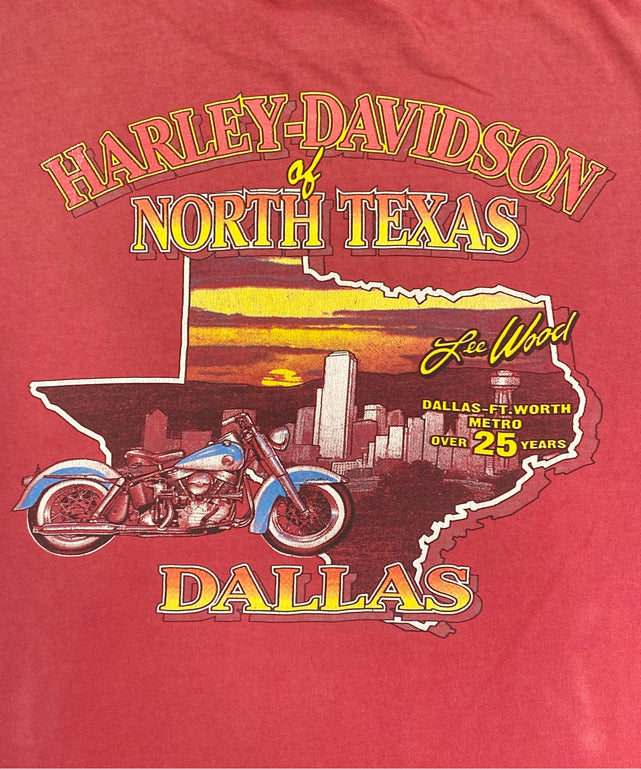 HARLEY-DAVIDSON
of
NORTH TEXAS
Lee Wood
DALLAS-FT.WORTH
METRO
OVER 25 YEARS
DALLAS